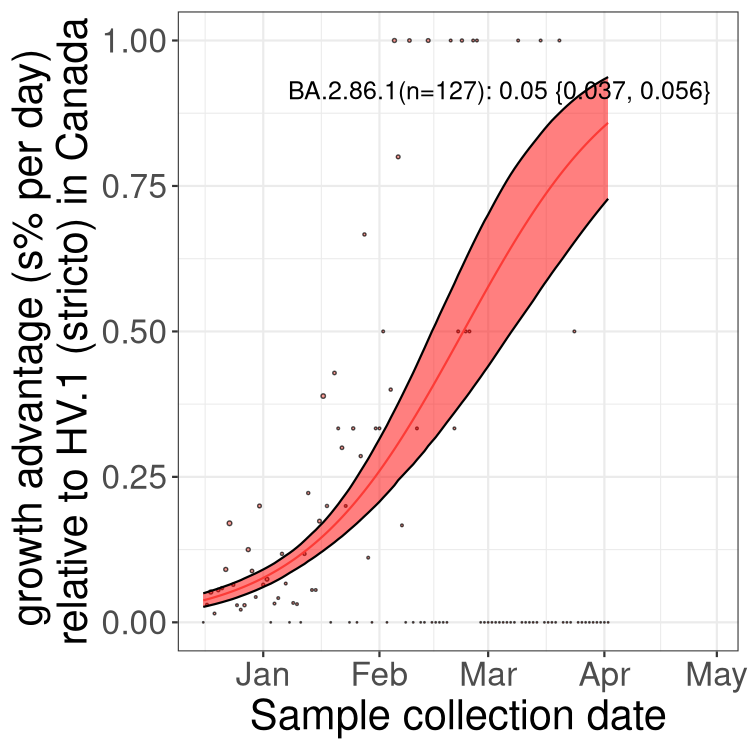 growth advantage (s% per day)
relative to HV.1 (stricto) in Canada
1.00
0.75
0.50
0.25
0.00
BA.2.86.1(n=127): 0.05 {0.037, 0.056}
Jan Feb Mar Apr May
Sample collection date